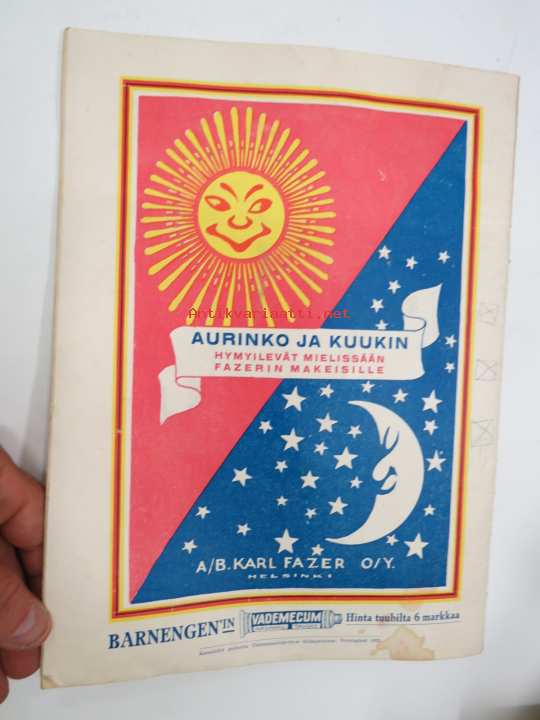 Antikvariaatti.net
AURINKO JA KUUKIN
HYMYILEVÄT MIELISSÄÄN
FAZERIN MAKEISILLE
A/B. KARL FAZER O/Y.
HELSINKI
BARNENGEN'IN VADEMECUM Hinta tuubilta 6 markkaa